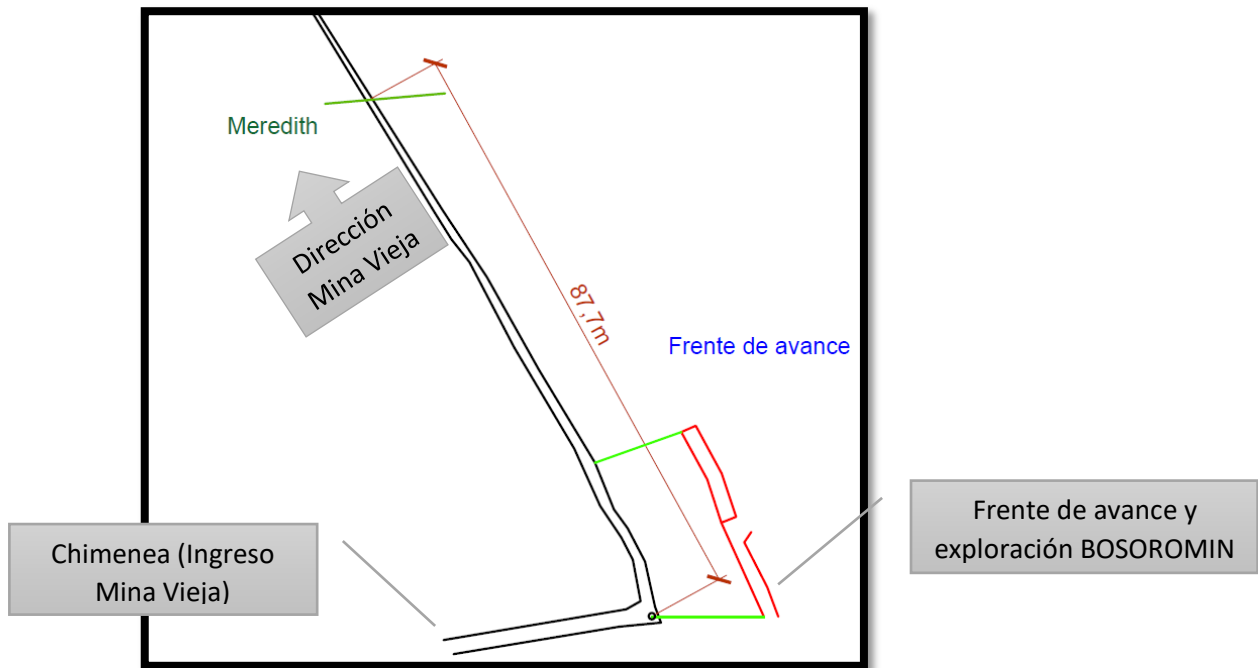 Meredith
Dirección
Mina Vieja
87,7m
Frente de avance
Frente de avance y
exploración BOSOROMIN
Chimenea (Ingreso
Mina Vieja)